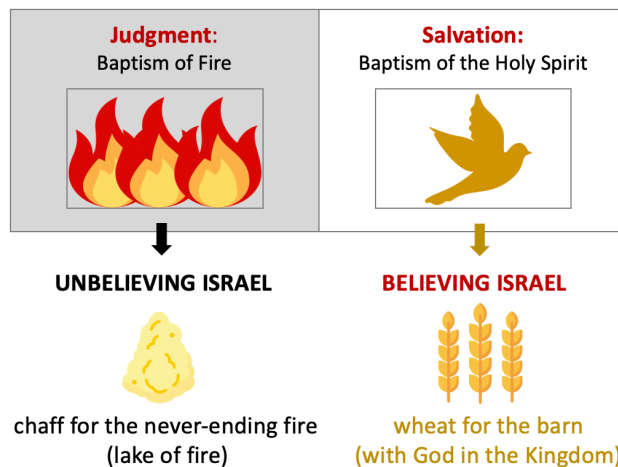 Judgment:
Baptism of Fire
Salvation:
Baptism of the Holy Spirit
UNBELIEVING ISRAEL
BELIEVING ISRAEL
chaff for the never-ending fire
(lake of fire)
wheat for the barn
(with God in the Kingdom)